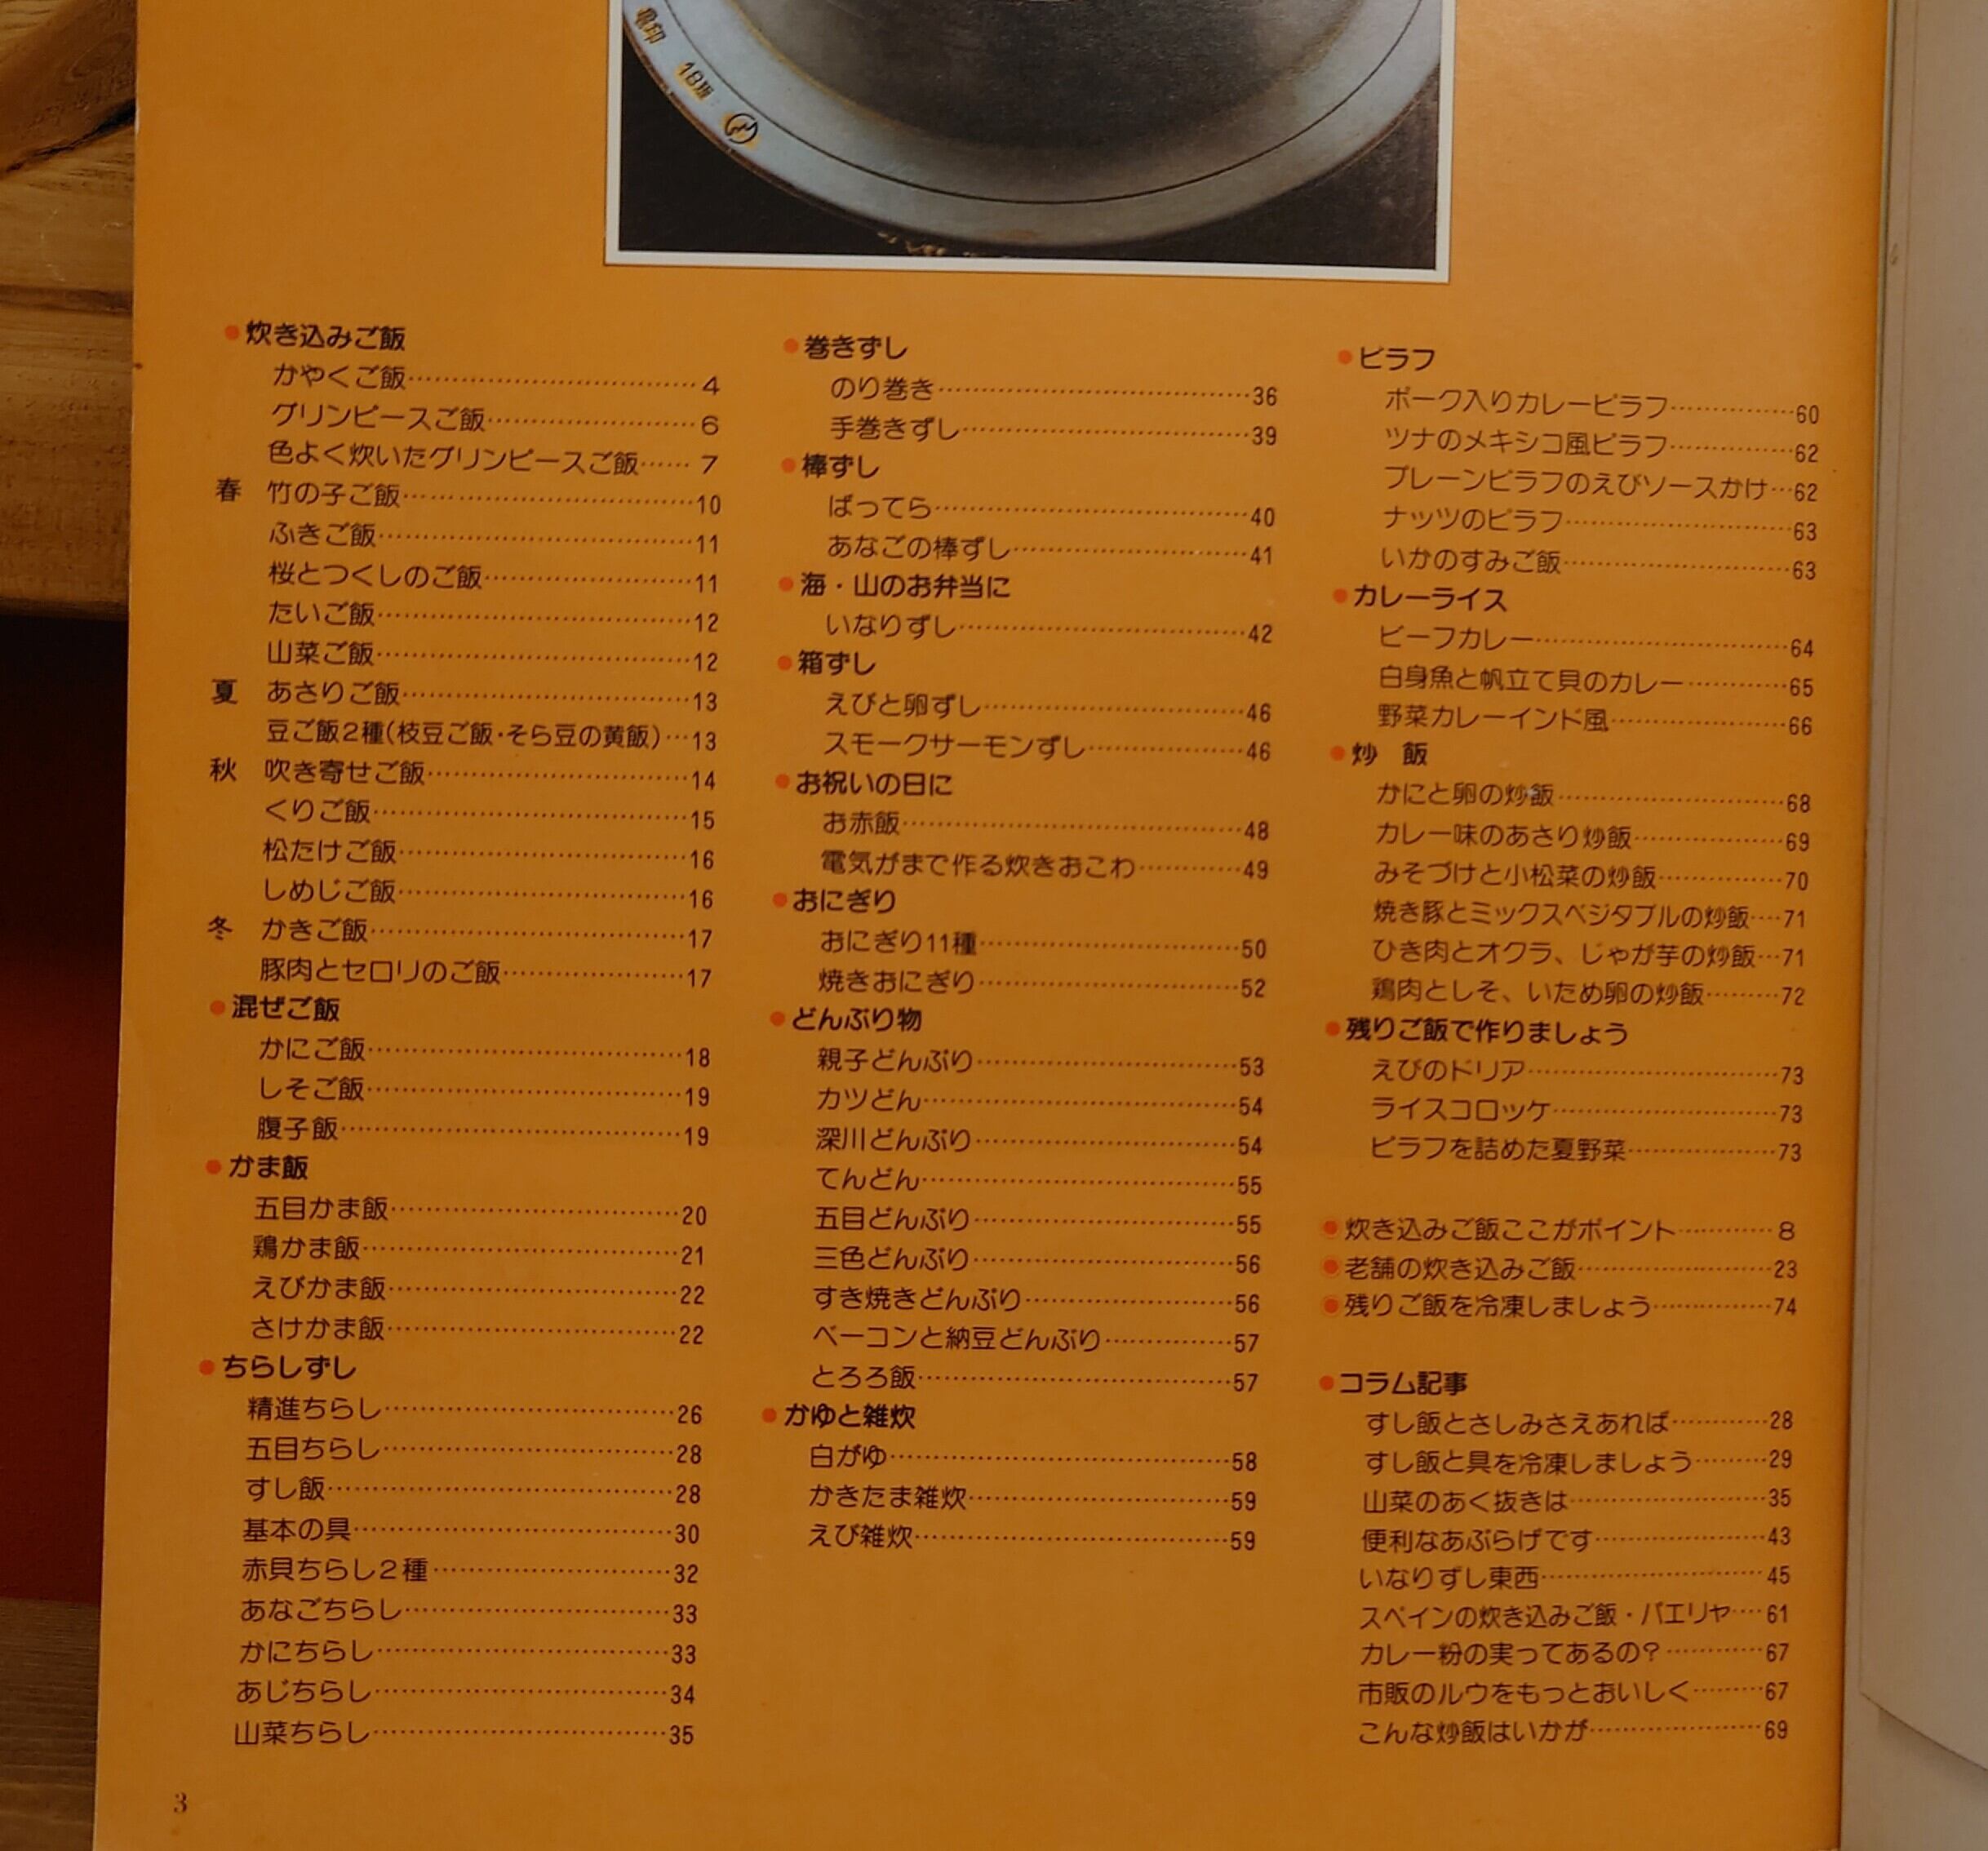 亀印
18
●炊き込みご飯
かやくご飯……………………………4
グリンピースご飯……………………6
色よく炊いたグリンピースご飯……7
春 竹の子ご飯……………………………10
ふきご飯………………………………11
桜とつくしのご飯……………………11
たいご飯………………………………12
山菜ご飯………………………………12
夏 あさりご飯……………………………13
豆ご飯2種(枝豆ご飯・そら豆の黄飯)…13
秋 吹き寄せご飯…………………………14
くりご飯………………………………15
松たけご飯……………………………16
しめじご飯……………………………16
冬 かきご飯………………………………17
豚肉とセロリのご飯…………………17
●混ぜご飯
かにご飯………………………………18
しそご飯………………………………19
腹子飯…………………………………19
●かま飯
五目かま飯……………………………20
鶏かま飯………………………………21
えびかま飯……………………………22
さけかま飯……………………………22
●ちらしずし
精進ちらし……………………………26
五目ちらし……………………………28
すし飯…………………………………28
基本の具………………………………30
赤貝ちらし2種………………………32
あなごちらし…………………………33
かにちらし……………………………33
あじちらし……………………………34
山菜ちらし……………………………35
●巻きずし
のり巻き………………………………36
手巻きずし……………………………39
●棒ずし
ばってら………………………………40
あなごの棒ずし………………………41
●海・山のお弁当に
いなりずし……………………………42
●箱ずし
えびと卵ずし…………………………46
スモークサーモンずし………………46
●お祝いの日に
お赤飯…………………………………48
電気がまで作る炊きおこわ…………49
●おにぎり
おにぎり11種…………………………50
焼きおにぎり…………………………52
●どんぶり物
親子どんぶり…………………………53
カツどん………………………………54
深川どんぶり…………………………54
てんどん………………………………55
五目どんぶり…………………………55
三色どんぶり…………………………56
すき焼きどんぶり……………………56
ベーコンと納豆どんぶり……………57
とろろ飯………………………………57
●かゆと雑炊
白がゆ…………………………………58
かきたま雑炊…………………………59
えび雑炊………………………………59
●ピラフ
ポーク入りカレーピラフ……………60
ツナのメキシコ風ピラフ……………62
プレーンピラフのえびソースかけ…62
ナッツのピラフ………………………63
いかのすみご飯………………………63
●カレーライス
ビーフカレー…………………………64
白身魚と帆立て貝のカレー…………65
野菜カレーインド風…………………66
●炒 飯
かにと卵の炒飯………………………68
カレー味のあさり炒飯………………69
みそづけと小松菜の炒飯……………70
焼き豚とミックスベジタブルの炒飯…71
ひき肉とオクラ、じゃが芋の炒飯…71
鶏肉としそ、いため卵の炒飯………72
●残りご飯で作りましょう
えびのドリア…………………………73
ライスコロッケ………………………73
ピラフを詰めた夏野菜………………73
●炊き込みご飯ここがポイント…………8
●老舗の炊き込みご飯……………………23
●残りご飯を冷凍しましょう……………74
●コラム記事
すし飯とさしみさえあれば…………28
すし飯と具を冷凍しましょう………29
山菜のあく抜きは……………………35
便利なあぶらげです…………………43
いなりずし東西………………………45
スペインの炊き込みご飯・パエリヤ…61
カレー粉の実ってあるの?…………67
市販のルウをもっとおいしく………67
こんな炒飯はいかが…………………69
3